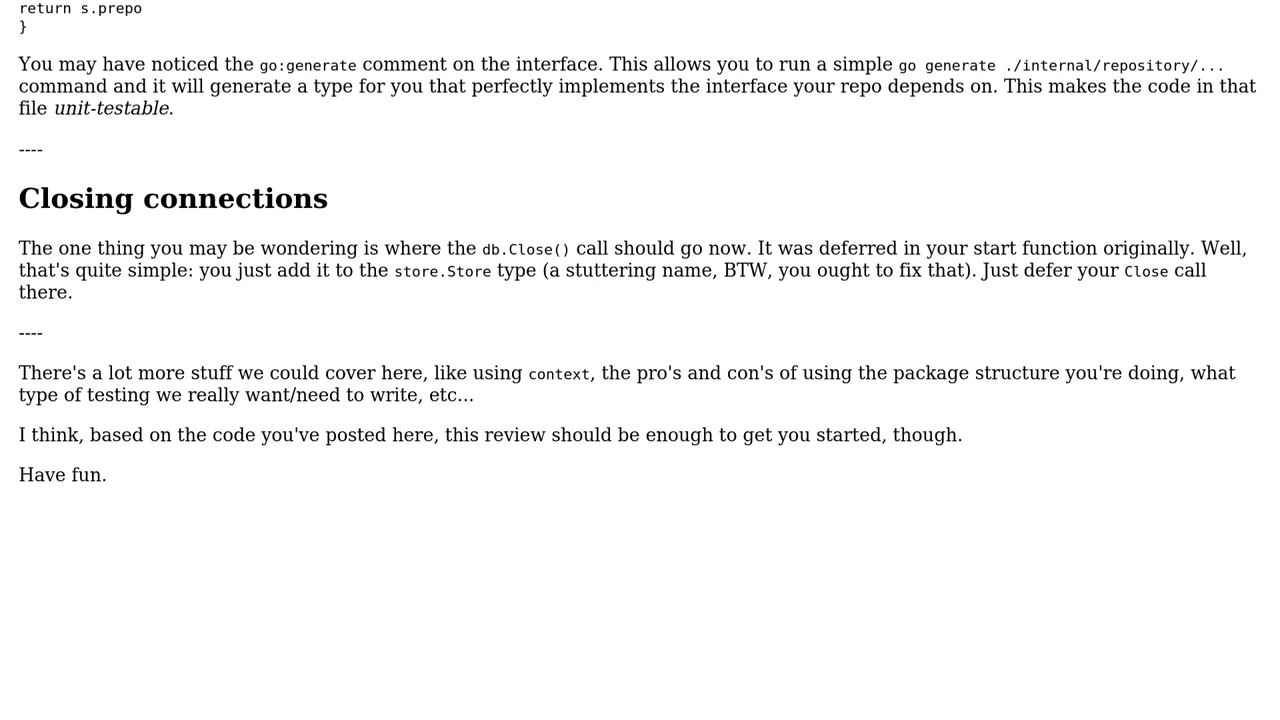 return s.prepo
}
You may have noticed the go:generate comment on the interface. This allows you to run a simple go generate ./internal/repository/...
command and it will generate a type for you that perfectly implements the interface your repo depends on. This makes the code in that
file unit-testable.
----
Closing connections
The one thing you may be wondering is where the db.Close() call should go now. It was deferred in your start function originally. Well,
that's quite simple: you just add it to the store.Store type (a stuttering name, BTW, you ought to fix that). Just defer your Close call
there.
----
There's a lot more stuff we could cover here, like using context, the pro's and con's of using the package structure you're doing, what
type of testing we really want/need to write, etc...
I think, based on the code you've posted here, this review should be enough to get you started, though.
Have fun.